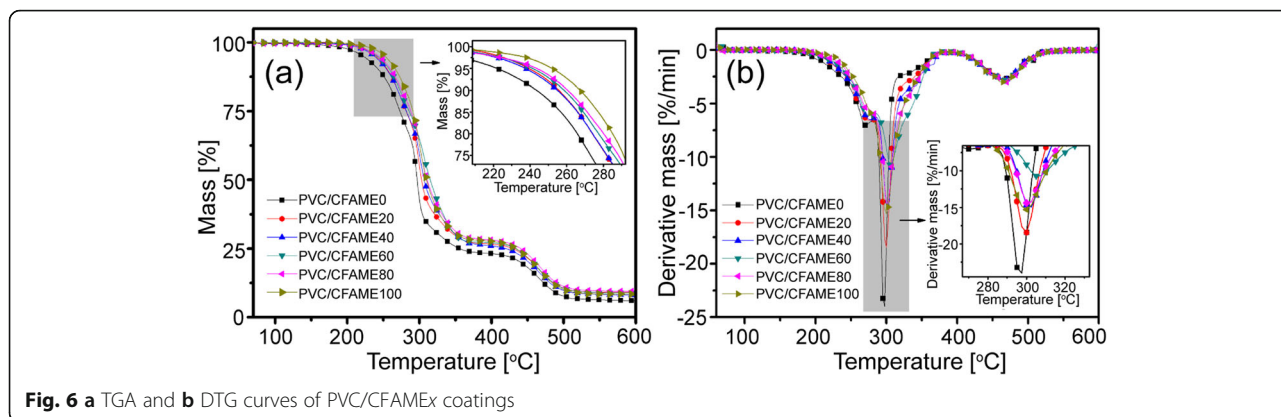 (a)
Mass [%]
100
75
50
25
0
100 200 300 400 500 600
Temperature [°C]
PVC/CFAME0
PVC/CFAME20
PVC/CFAME40
PVC/CFAME60
PVC/CFAME80
PVC/CFAME100
Mass [%]
100
95
90
85
80
75
220 240 260 280
Temperature [°C]
(b)
Derivative mass [%/min]
0
-5
-10
-15
-20
-25
100 200 300 400 500 600
Temperature [°C]
PVC/CFAME0
PVC/CFAME20
PVC/CFAME40
PVC/CFAME60
PVC/CFAME80
PVC/CFAME100
Derivative mass [%/min]
-10
-15
-20
280 300 320
Temperature [°C]
Fig. 6 a TGA and b DTG curves of PVC/CFAMEx coatings